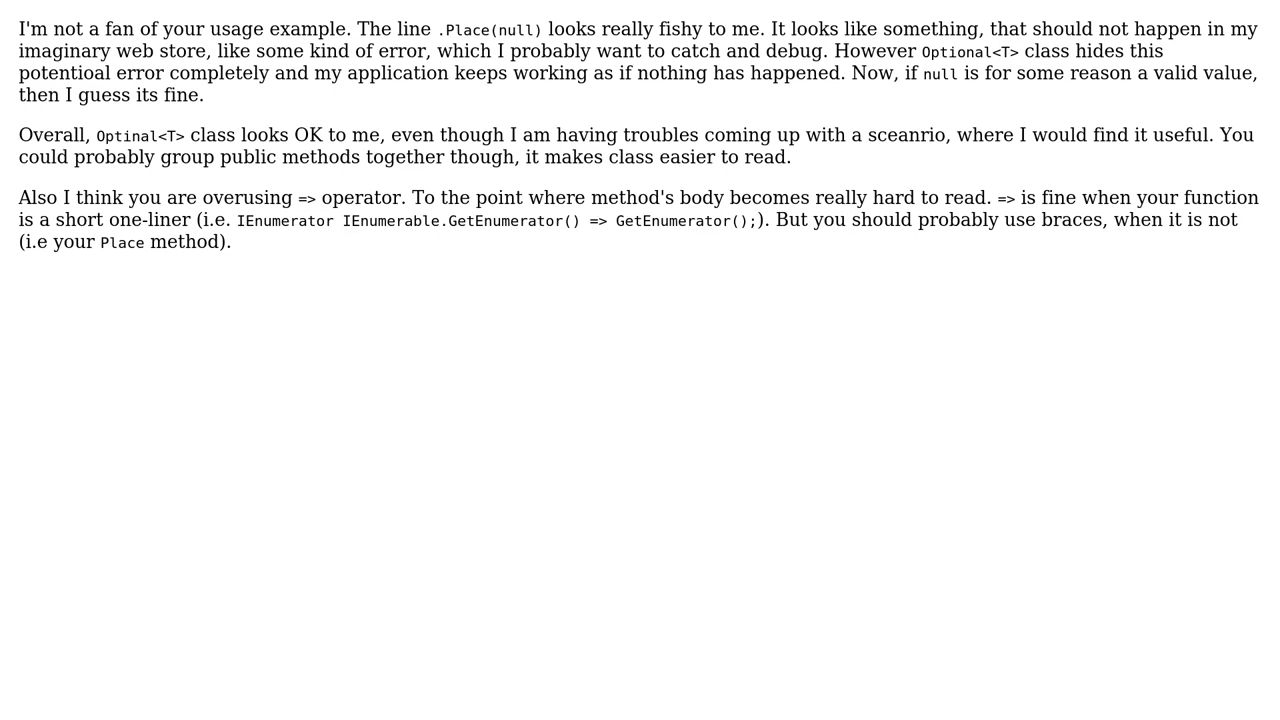 I'm not a fan of your usage example. The line .Place(null) looks really fishy to me. It looks like something, that should not happen in my
imaginary web store, like some kind of error, which I probably want to catch and debug. However Optional<T> class hides this
potentioal error completely and my application keeps working as if nothing has happened. Now, if null is for some reason a valid value,
then I guess its fine.
Overall, Optinal<T> class looks OK to me, even though I am having troubles coming up with a sceanrio, where I would find it useful. You
could probably group public methods together though, it makes class easier to read.
Also I think you are overusing => operator. To the point where method's body becomes really hard to read. => is fine when your function
is a short one-liner (i.e. IEnumerator IEnumerable.GetEnumerator() => GetEnumerator();). But you should probably use braces, when it is not
(i.e your Place method).